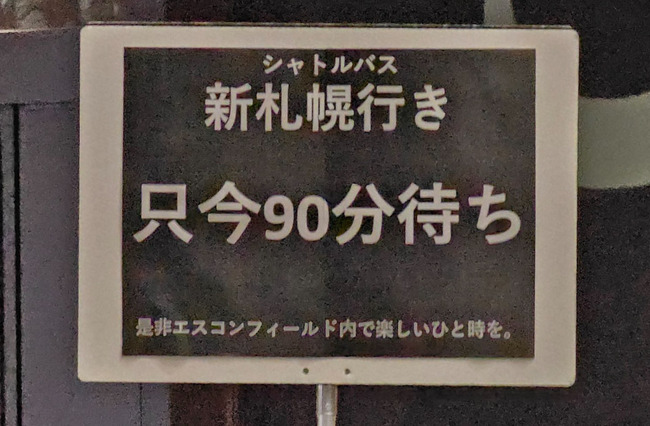 シャトルバス
新札幌行き
只今90分待ち
是非エスコンフィールド内で楽しいひと時を。